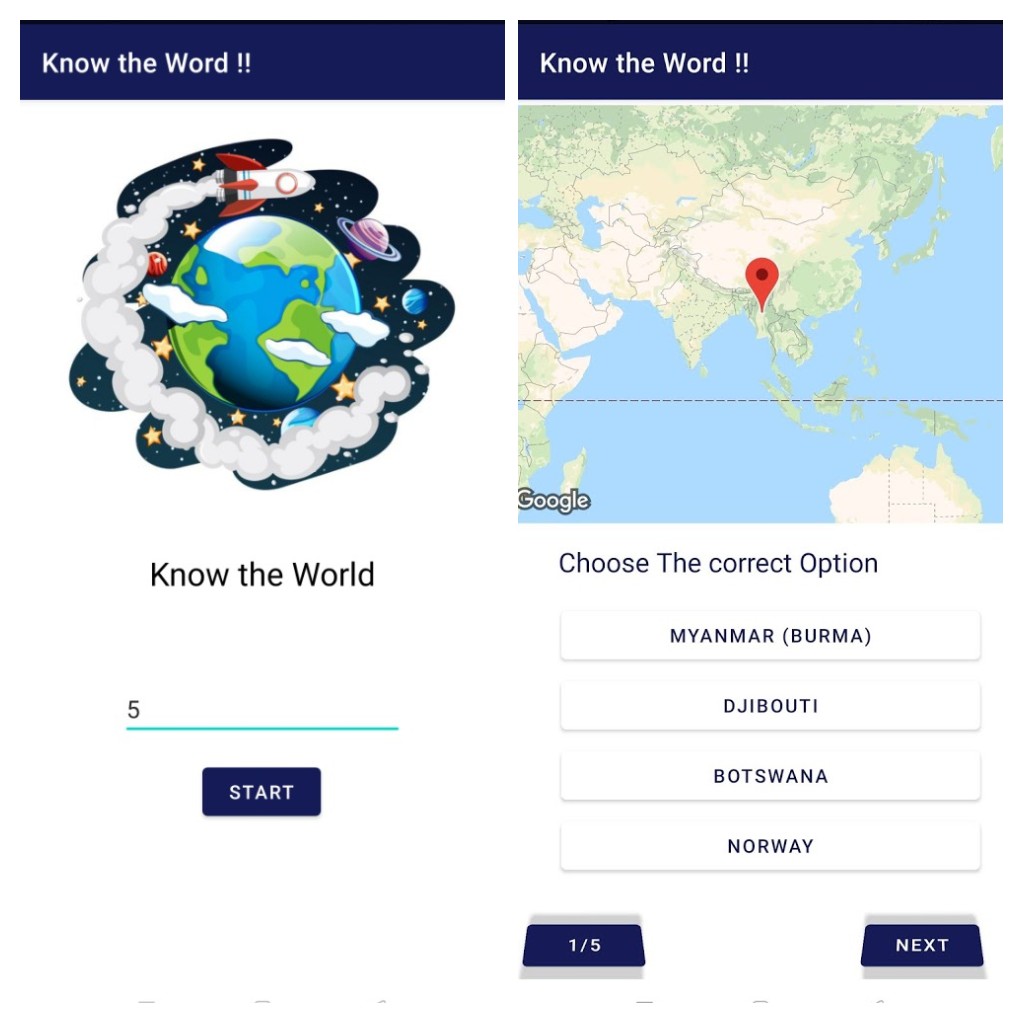 Know the Word !!
Know the World
5
START
Know the Word !!
Google
Choose The correct Option
MYANMAR (BURMA)
DJIBOUTI
BOTSWANA
NORWAY
1/5
NEXT